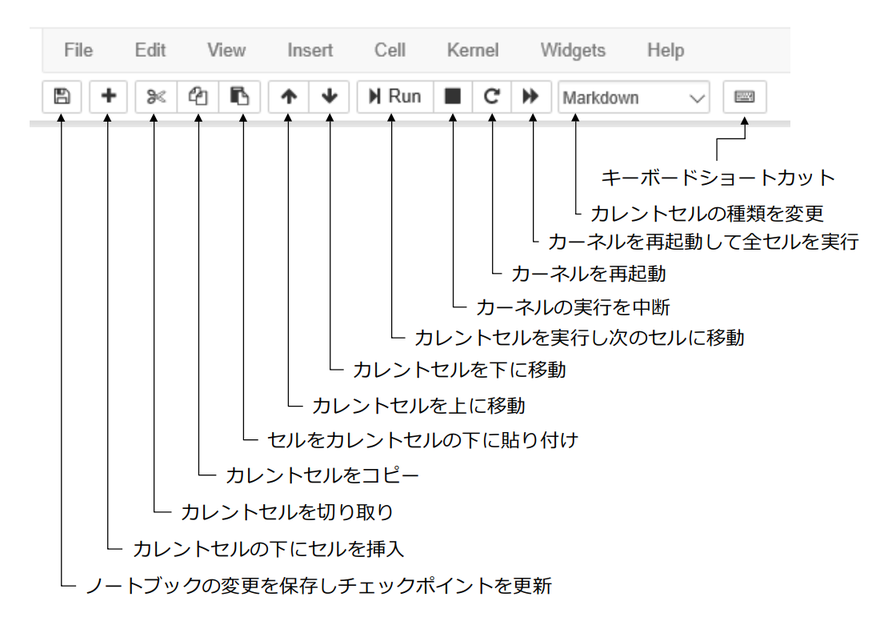 File Edit View Insert Cell Kernel Widgets Help
Run Markdown
キーボードショートカット
カレントセルの種類を変更
カーネルを再起動して全セルを実行
カーネルを再起動
カーネルの実行を中断
カレントセルを実行し次のセルに移動
カレントセルを下に移動
カレントセルを上に移動
セルをカレントセルの下に貼り付け
カレントセルをコピー
カレントセルを切り取り
カレントセルの下にセルを挿入
ノートブックの変更を保存しチェックポイントを更新